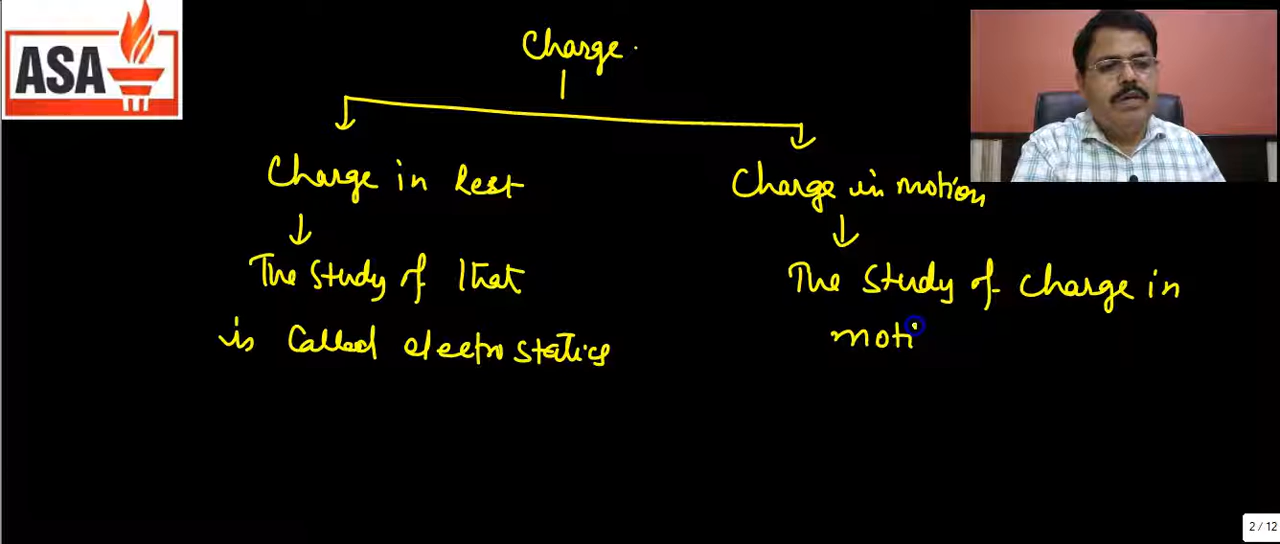 ASA
Charge.
Charge in Rest
Charge in motion
The study of that
is called electrostatics
The study of charge in
moti
2 / 12